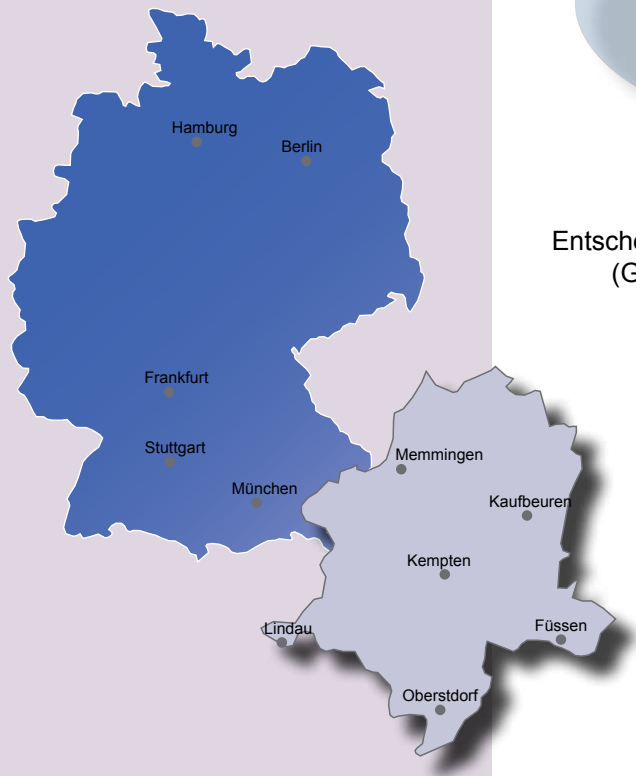 Hamburg
Berlin
(G
Frankfurt
Stuttgart
München
Memmingen
Kaufbeuren
Kempten
Lindau
Füssen
Oberstdorf